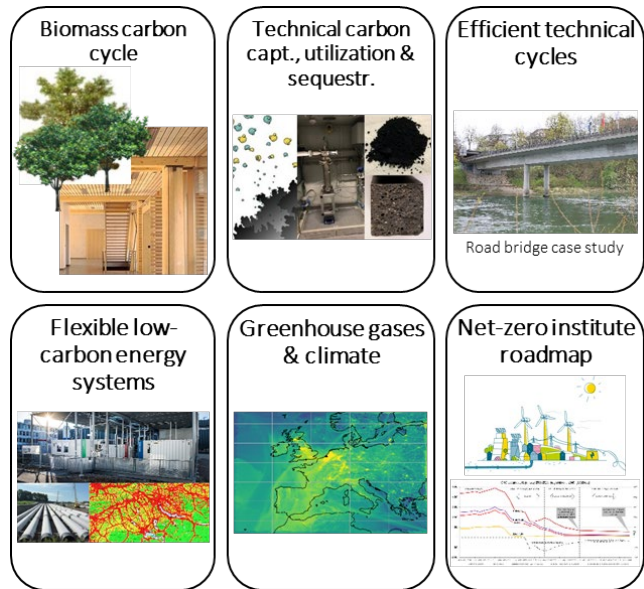 Biomass carbon
cycle
Technical carbon
capt., utilization &
sequestr.
Efficient technical
cycles
Road bridge case study
Flexible low-
carbon energy
systems
Greenhouse gases
& climate
Net-zero institute
roadmap